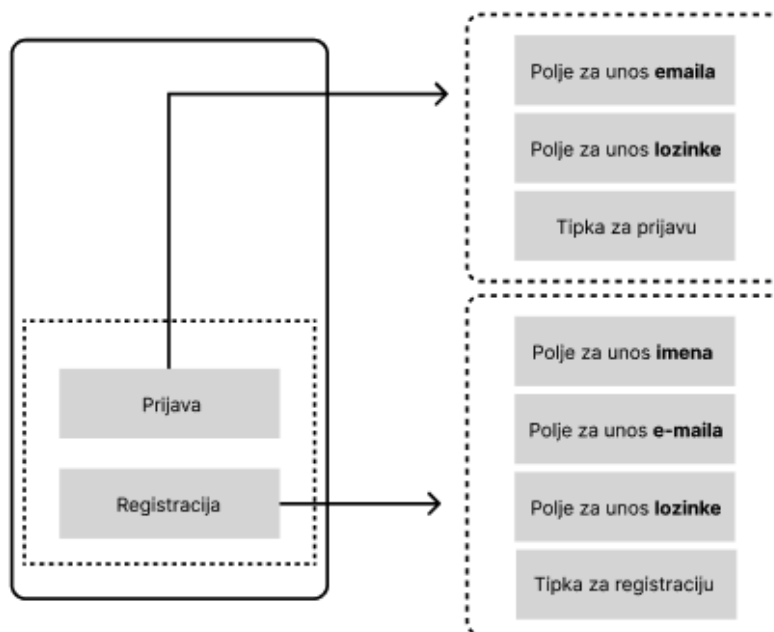 Prijava
Registracija
Polje za unos emaila
Polje za unos lozinke
Tipka za prijavu
Polje za unos imena
Polje za unos e-maila
Polje za unos lozinke
Tipka za registraciju